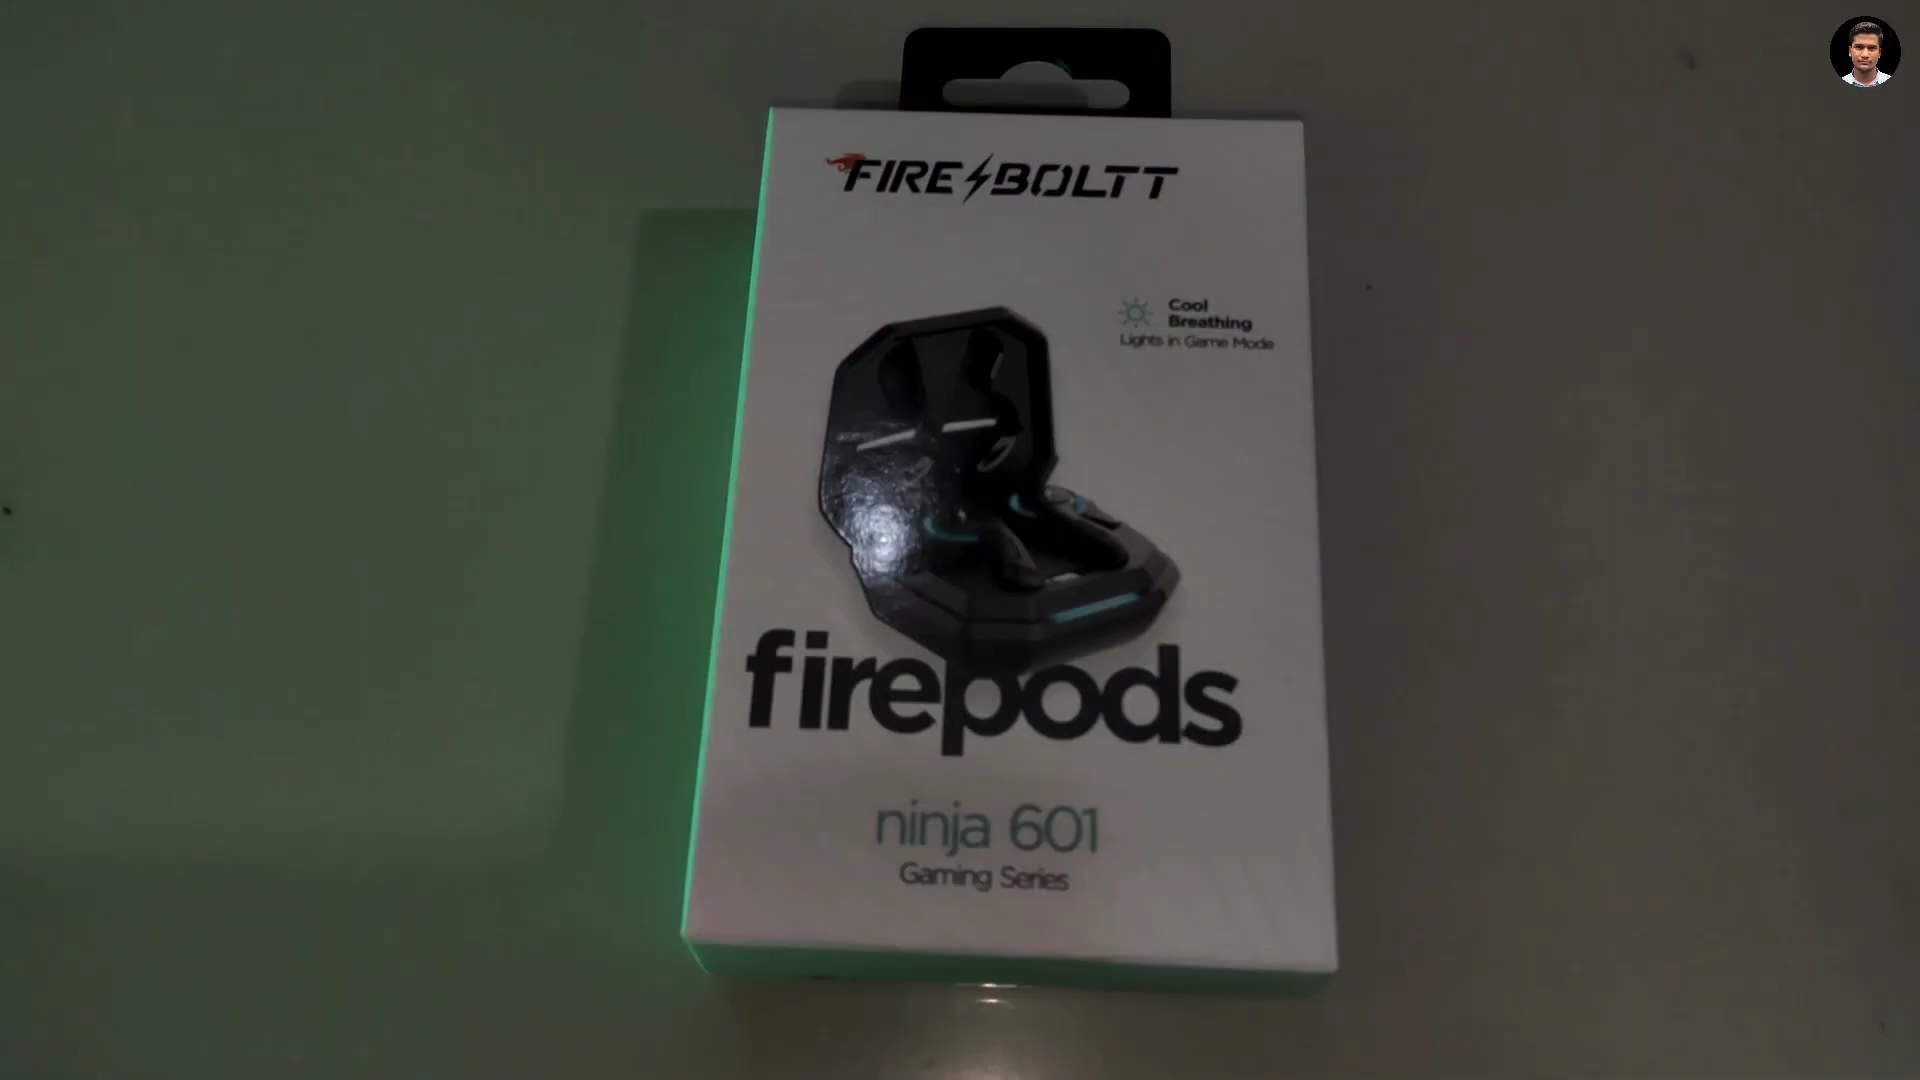 FIRE BOLTT
Cool
Breathing
Lights in Game Mode
firepods
ninja 601
Gaming Series